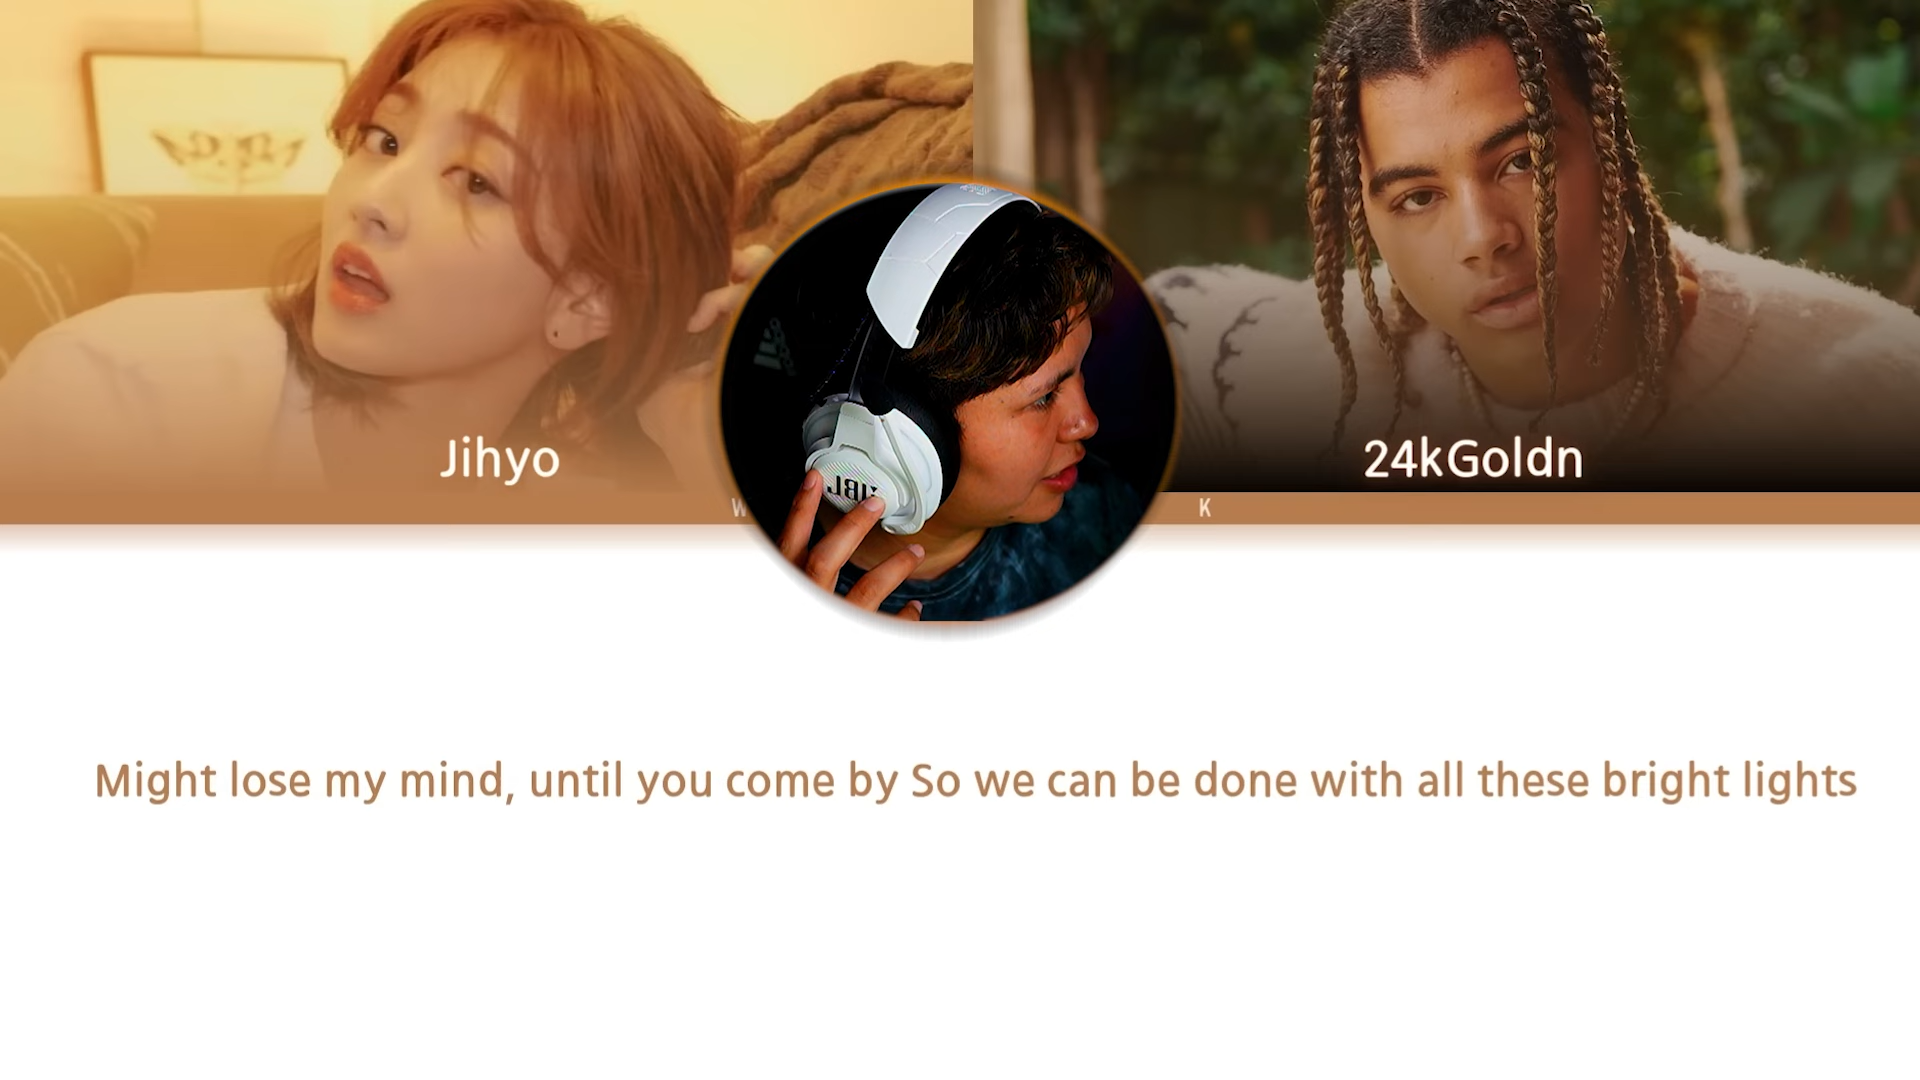 Jihyo
24kGoldn
W
K
JBL
Might lose my mind, until you come by So we can be done with all these bright lights